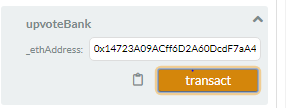 upvoteBank
_ethAddress: 0x14723A09ACff6D2A60DcdF7aA4
transact